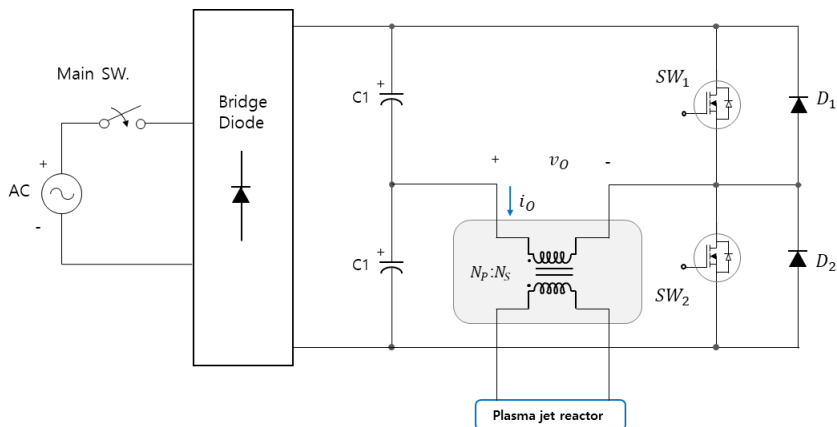 Main SW.
AC
+
-
Bridge
Diode
C1
+
C1
+
+ v_O -
i_O
N_P:N_S
SW_1
D_1
SW_2
D_2
Plasma jet reactor